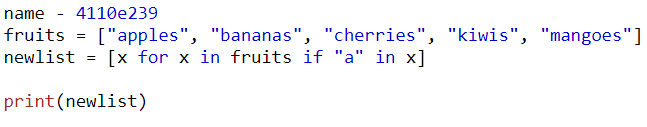 name - 4110e239
fruits = ["apples", "bananas", "cherries", "kiwis", "mangoes"]
newlist = [x for x in fruits if "a" in x]
print(newlist)